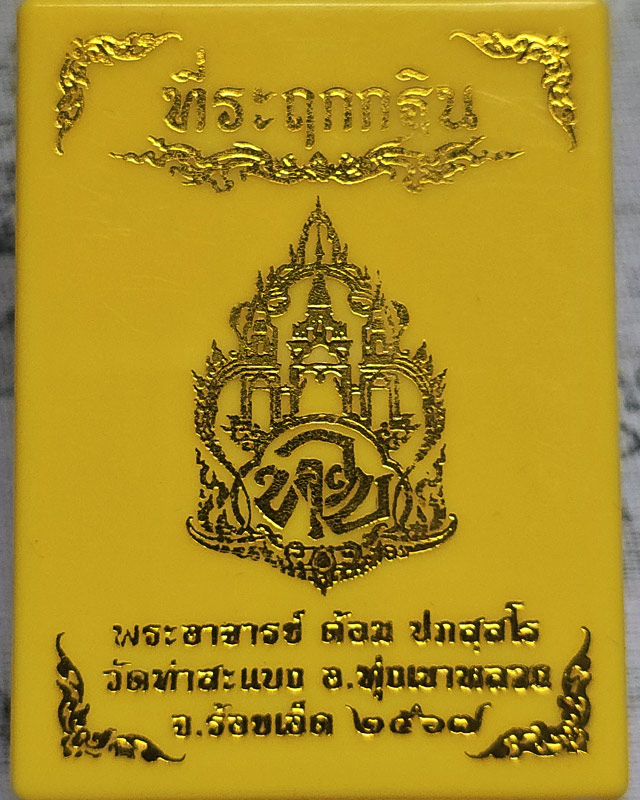 ที่ระฤกกฐิน
พระอาจารย์ ต้อม ปภสฺสโร
วัดท่าสะแบง อ.ทุ่งเขาหลวง
จ.ร้อยเอ็ด ๒๕๖๗